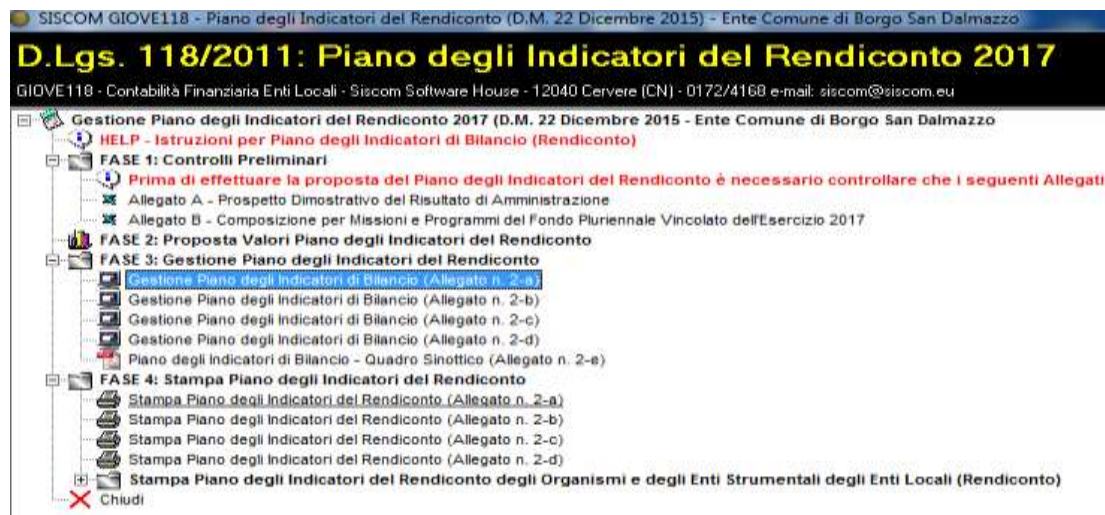 SISCOM GIOVE118 - Piano degli Indicatori del Rendiconto (D.M. 22 Dicembre 2015) - Ente Comune di Borgo San Dalmazzo
D.Lgs. 118/2011: Piano degli Indicatori del Rendiconto 2017
GIOVE118 - Contabilità Finanziaria Enti Locali - Siscom Software House - 12040 Cervere (CN) - 0172/4168 e-mail: siscom@siscom.eu
Gestione Piano degli Indicatori del Rendiconto 2017 (D.M. 22 Dicembre 2015 - Ente Comune di Borgo San Dalmazzo
HELP - Istruzioni per Piano degli Indicatori di Bilancio (Rendiconto)
FASE 1: Controlli Preliminari
Prima di effettuare la proposta del Piano degli Indicatori del Rendiconto è necessario controllare che i seguenti Allegati
Allegato A - Prospetto Dimostrativo del Risultato di Amministrazione
Allegato B - Composizione per Missioni e Programmi del Fondo Pluriennale Vincolato dell'Esercizio 2017
FASE 2: Proposta Valori Piano degli Indicatori del Rendiconto
FASE 3: Gestione Piano degli Indicatori del Rendiconto
Gestione Piano degli Indicatori di Bilancio (Allegato n. 2-a)
Gestione Piano degli Indicatori di Bilancio (Allegato n. 2-b)
Gestione Piano degli Indicatori di Bilancio (Allegato n. 2-c)
Gestione Piano degli Indicatori di Bilancio (Allegato n. 2-d)
Piano degli Indicatori di Bilancio - Quadro Sinottico (Allegato n. 2-e)
FASE 4: Stampa Piano degli Indicatori del Rendiconto
Stampa Piano degli Indicatori del Rendiconto (Allegato n. 2-a)
Stampa Piano degli Indicatori del Rendiconto (Allegato n. 2-b)
Stampa Piano degli Indicatori del Rendiconto (Allegato n. 2-c)
Stampa Piano degli Indicatori del Rendiconto (Allegato n. 2-d)
Stampa Piano degli Indicatori del Rendiconto degli Organismi e degli Enti Strumentali degli Enti Locali (Rendiconto)
Chiudi